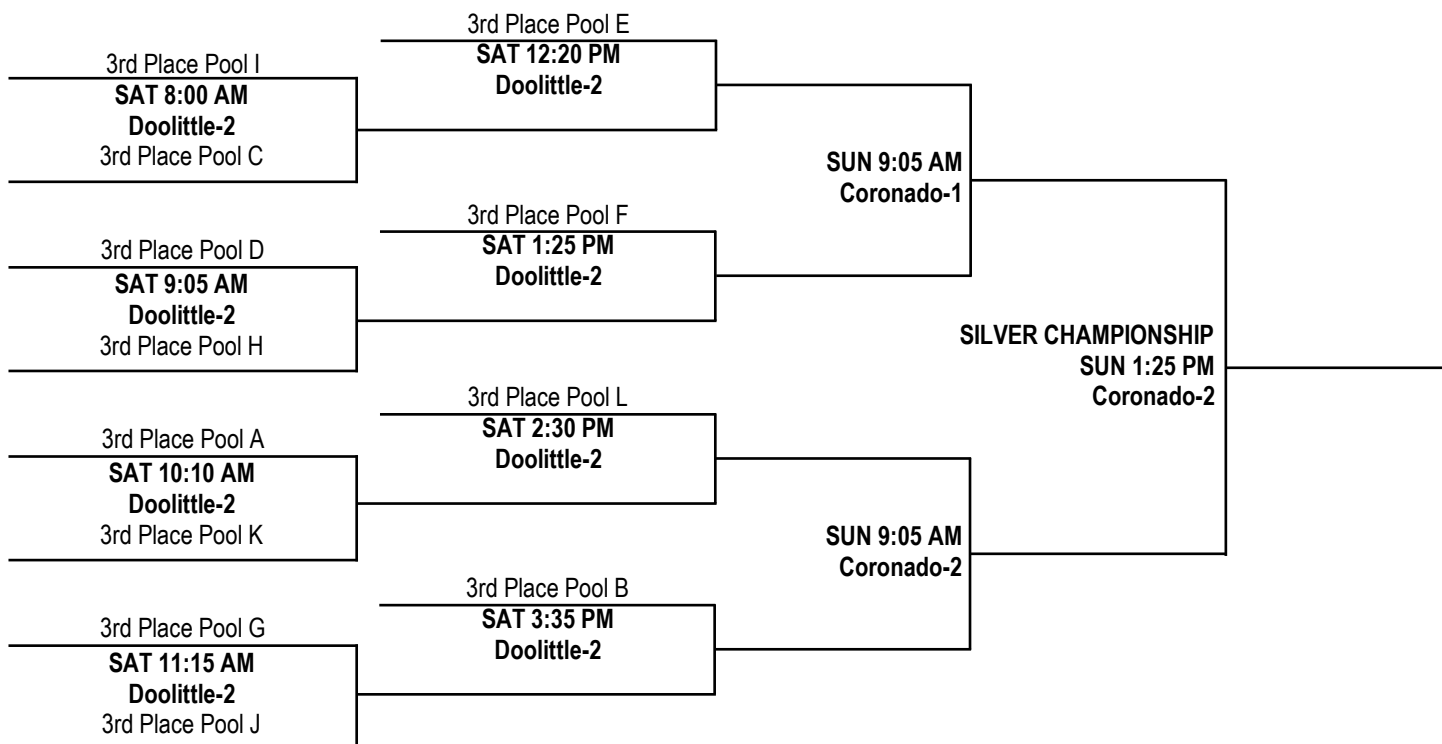 3rd Place Pool E
SAT 12:20 PM
Doolittle-2
3rd Place Pool I
SAT 8:00 AM
Doolittle-2
3rd Place Pool C
SUN 9:05 AM
Coronado-1
3rd Place Pool F
SAT 1:25 PM
Doolittle-2
3rd Place Pool D
SAT 9:05 AM
Doolittle-2
3rd Place Pool H
SILVER CHAMPIONSHIP
SUN 1:25 PM
Coronado-2
3rd Place Pool L
SAT 2:30 PM
Doolittle-2
3rd Place Pool A
SAT 10:10 AM
Doolittle-2
3rd Place Pool K
SUN 9:05 AM
Coronado-2
3rd Place Pool B
SAT 3:35 PM
Doolittle-2
3rd Place Pool G
SAT 11:15 AM
Doolittle-2
3rd Place Pool J